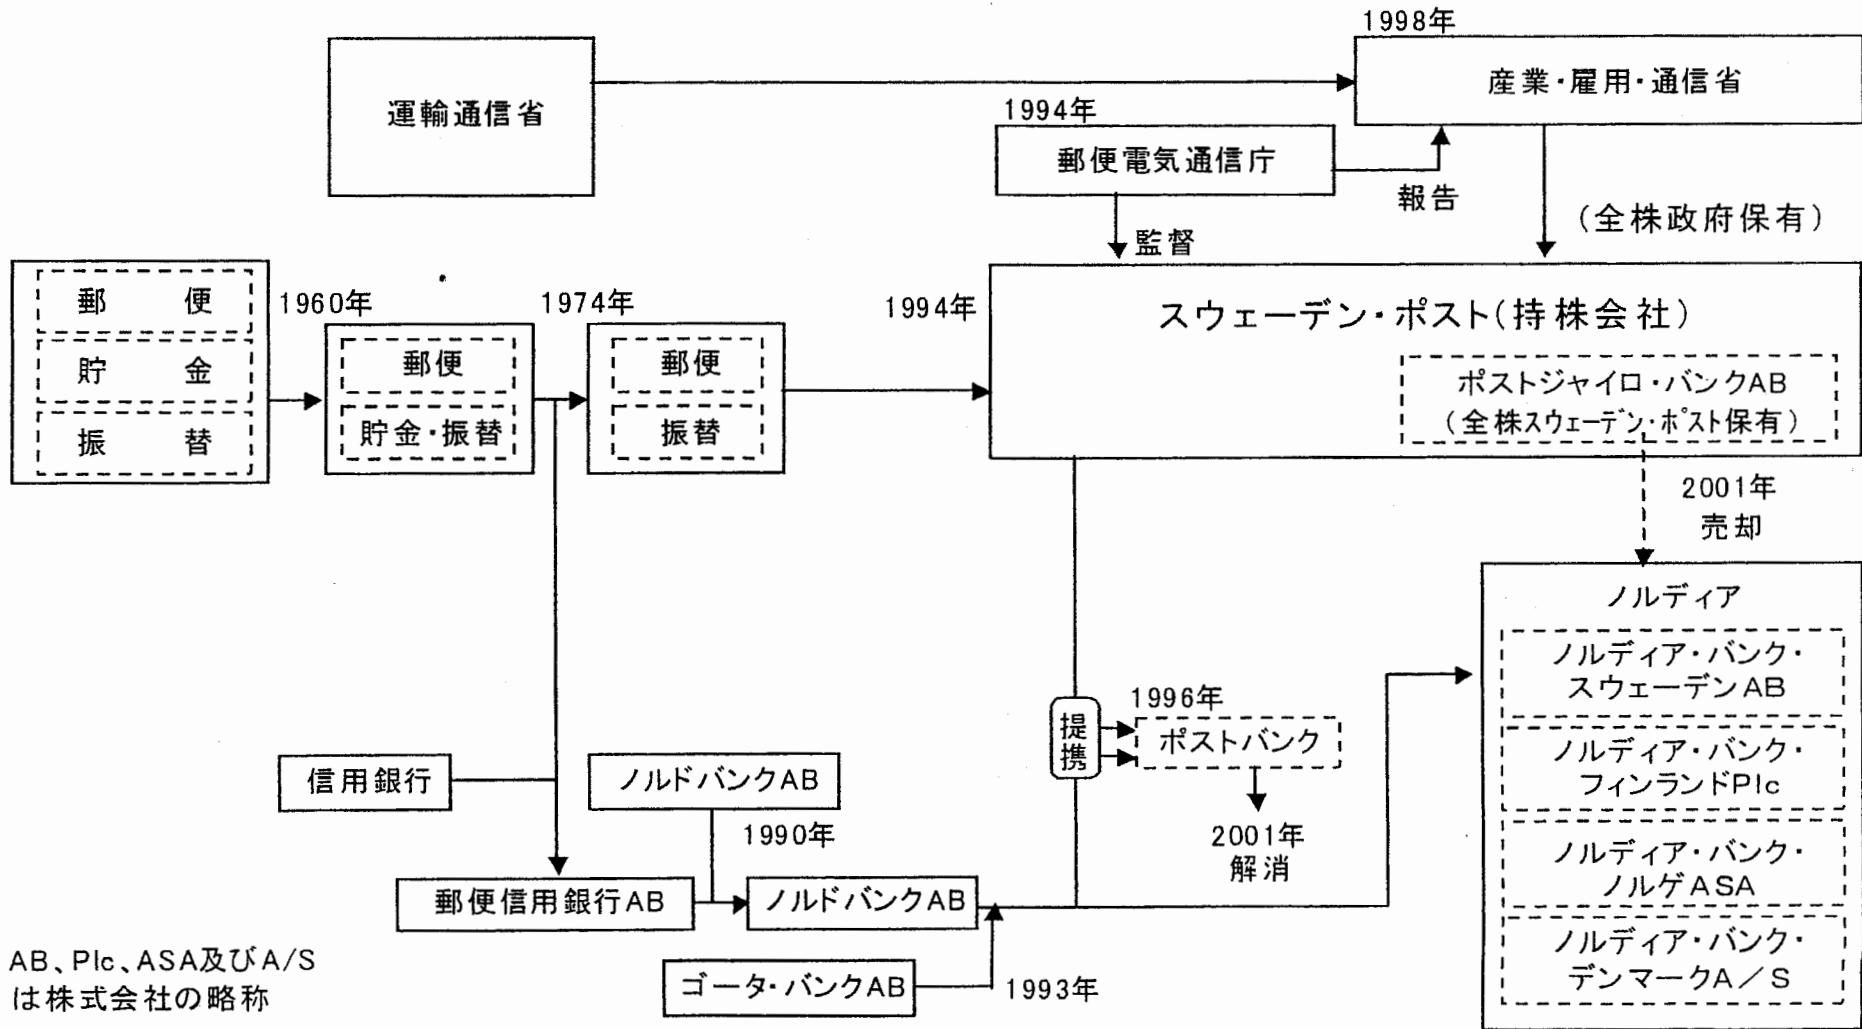 1998年
運輸通信省
産業・雇用・通信省
1994年
郵便電気通信庁
報告
(全株政府保有)
監督
郵 便
貯 金
振 替
1960年
郵便
貯金・振替
1974年
郵便
振替
1994年
スウェーデン・ポスト(持株会社)
ポストジャイロ・バンクAB
(全株スウェーデン・ポスト保有)
2001年
売却
ノルディア
ノルディア・バンク・
スウェーデンAB
ノルディア・バンク・
フィンランドPlc
ノルディア・バンク・
ノルゲASA
ノルディア・バンク・
デンマークA/S
提携
1996年
ポストバンク
2001年
解消
信用銀行
ノルドバンクAB
1990年
郵便信用銀行AB
ノルドバンクAB
ゴータ・バンクAB
1993年
AB、Plc、ASA及びA/S
は株式会社の略称